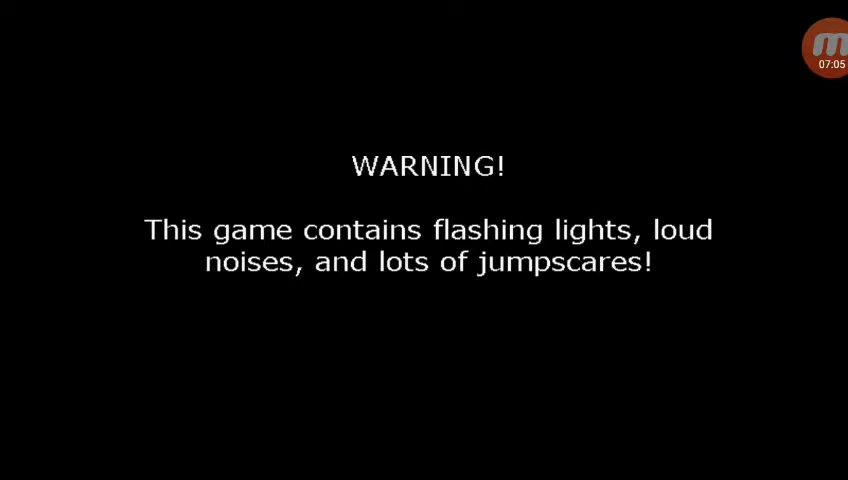 07:05
WARNING!
This game contains flashing lights, loud
noises, and lots of jumpscares!